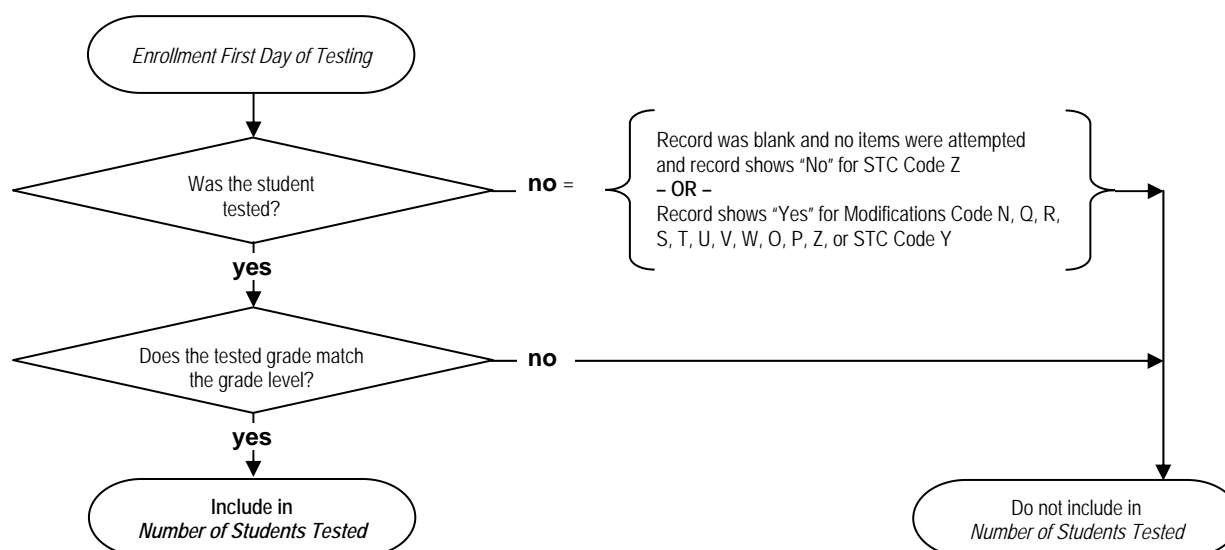 Enrollment First Day of Testing
Was the student
tested?
no =
Record was blank and no items were attempted
and record shows “No” for STC Code Z
– OR –
Record shows “Yes” for Modifications Code N, Q, R,
S, T, U, V, W, O, P, Z, or STC Code Y
yes
Does the tested grade match
the grade level?
no
yes
Include in
Number of Students Tested
Do not include in
Number of Students Tested